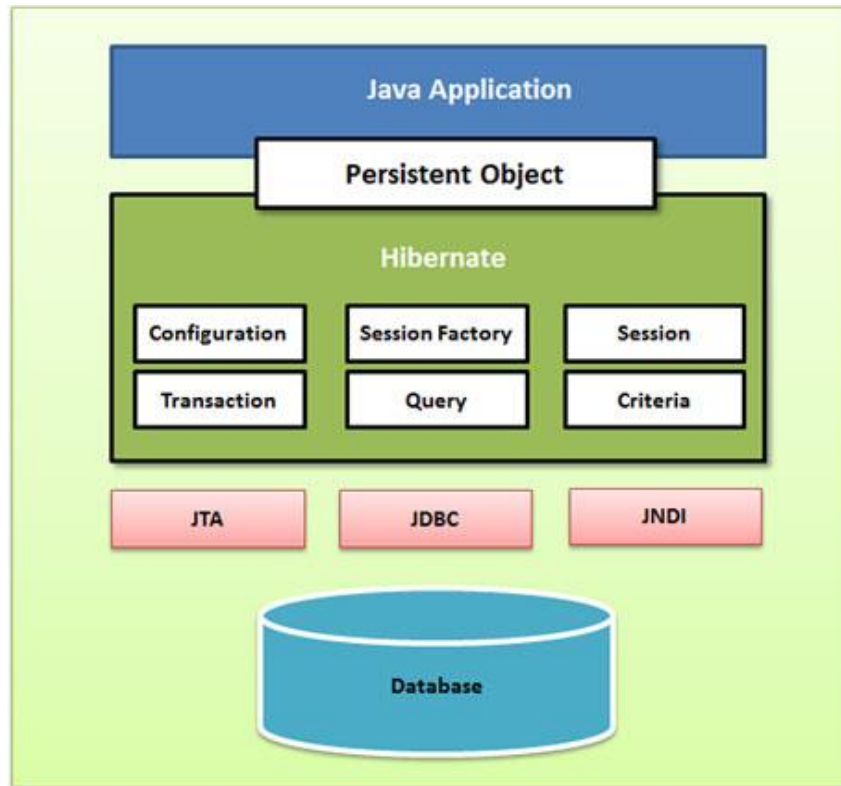 Java Application
Persistent Object
Hibernate
Configuration
Session Factory
Session
Transaction
Query
Criteria
JTA
JDBC
JNDI
Database